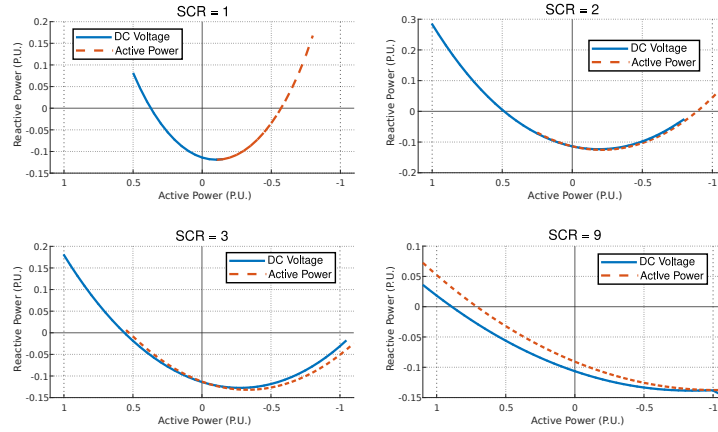 SCR = 1
DC Voltage
Active Power
Reactive Power (P.U.)
0.2
0.15
0.1
0.05
0
-0.05
-0.1
-0.15
1
0.5
0
-0.5
-1
Active Power (P.U.)
SCR = 2
DC Voltage
Active Power
Reactive Power (P.U.)
0.3
0.2
0.1
0
-0.1
-0.2
1
0.5
0
-0.5
-1
Active Power (P.U.)
SCR = 3
DC Voltage
Active Power
Reactive Power (P.U.)
0.2
0.15
0.1
0.05
0
-0.05
-0.1
-0.15
1
0.5
0
-0.5
-1
Active Power (P.U.)
SCR = 9
DC Voltage
Active Power
Reactive Power (P.U.)
0.1
0.05
0
-0.05
-0.1
-0.15
1
0.5
0
-0.5
-1
Active Power (P.U.)